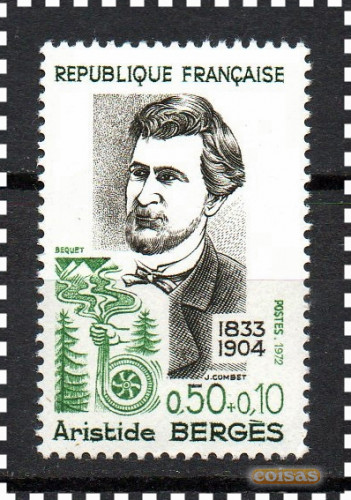 REPUBLIQUE FRANÇAISE
BEQUET
1833
1904
POSTES . 1972
J.COMBET
0,50+0,10
Aristide BERGÈS
coisas